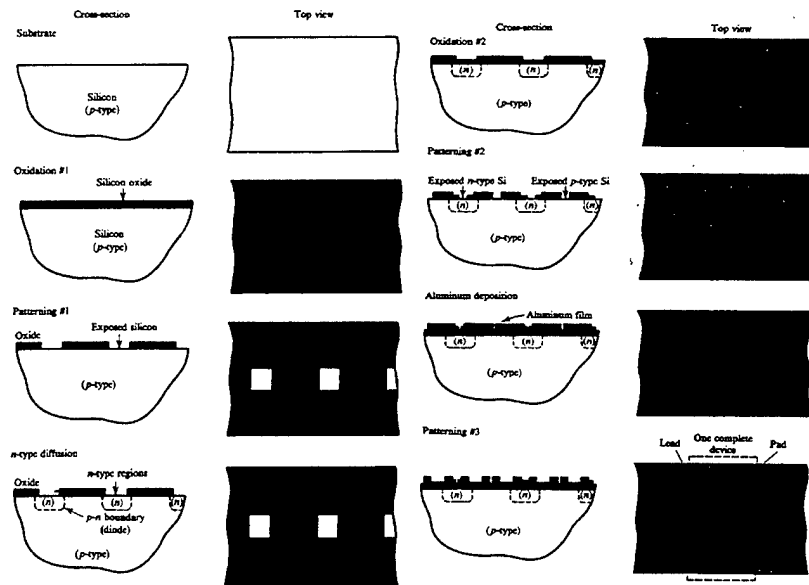 Cross-section
Top view
Substrate
Silicon
(p-type)
Oxidation #1
Silicon oxide
Silicon
(p-type)
Patterning #1
Oxide
Exposed silicon
(p-type)
n-type diffusion
Oxide
n-type regions
(n)
(n)
(n)
p-n boundary
(diode)
(p-type)
Cross-section
Top view
Oxidation #2
(n)
(n)
(n)
(p-type)
Patterning #2
Exposed n-type Si
Exposed p-type Si
(n)
(n)
(n)
(p-type)
Aluminum deposition
Aluminum film
(n)
(n)
(n)
(p-type)
Patterning #3
Lead
One complete
device
Pad
(n)
(n)
(n)
(p-type)